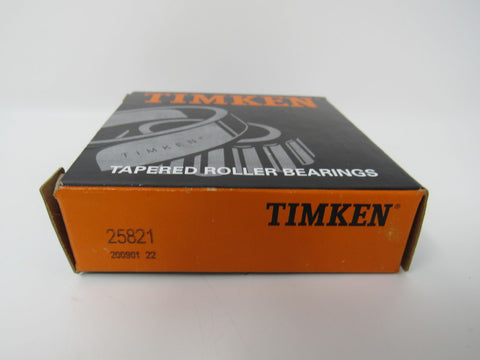 TIMKEN
TIMKEN®
TAPERED ROLLER BEARINGS
TIMKEN®
25821
200901 22